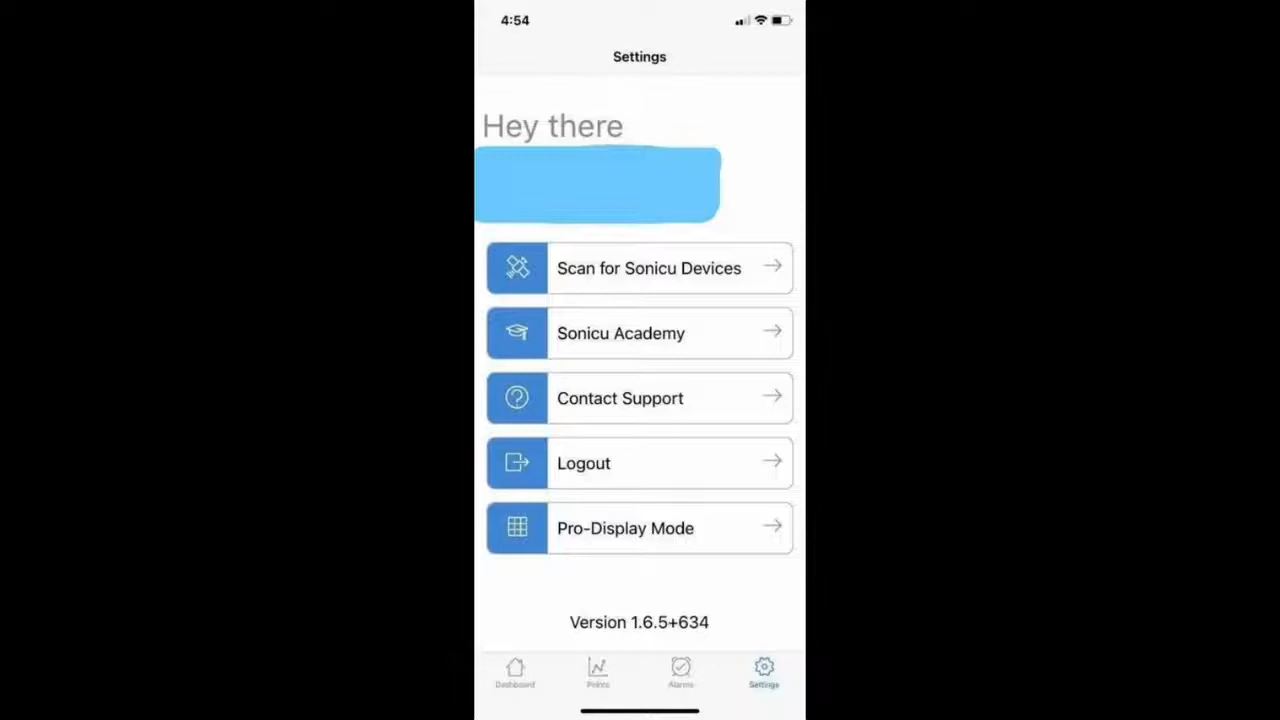 4:54
Settings
Hey there
Scan for Sonicu Devices
Sonicu Academy
Contact Support
Logout
Pro-Display Mode
Version 1.6.5+634
Dashboard Points Alarms Settings